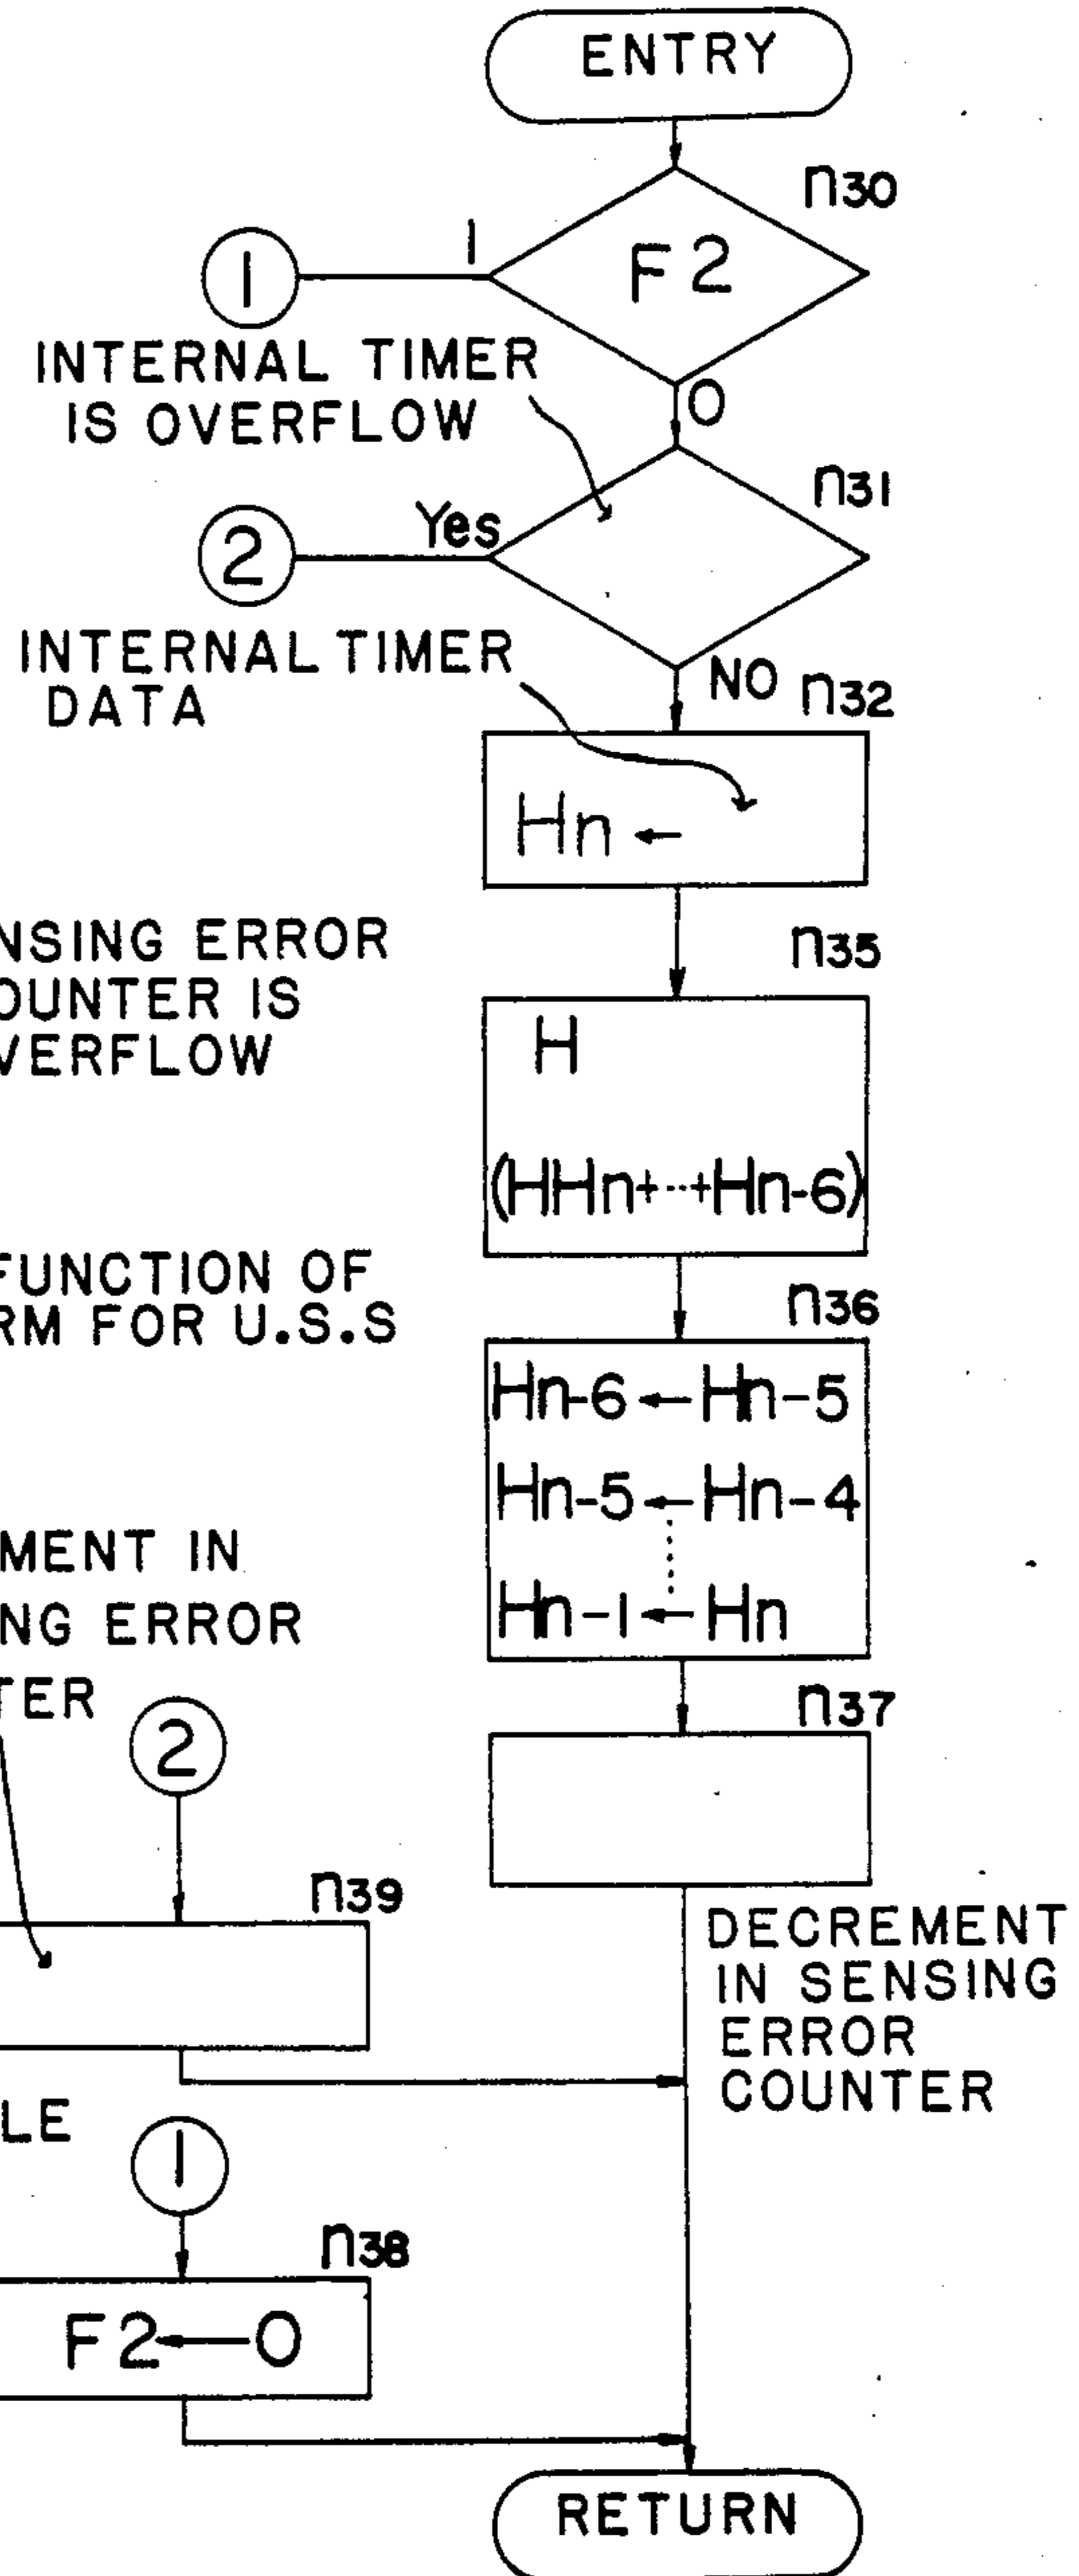 ENTRY
n30
1
F2
1
INTERNAL TIMER
IS OVERFLOW
0
n31
Yes
2
INTERNAL TIMER
DATA
NO
n32
Hn ←
NSING ERROR
OUNTER IS
VERFLOW
n35
H
(HHn+··+Hn-6)
FUNCTION OF
RM FOR U.S.S
n36
Hn-6 ← Hn-5
Hn-5 ← Hn-4
Hn-1 ← Hn
MENT IN
NG ERROR
TER
2
n37
n39
DECREMENT
IN SENSING
ERROR
COUNTER
LE
1
n38
F2 ← 0
RETURN